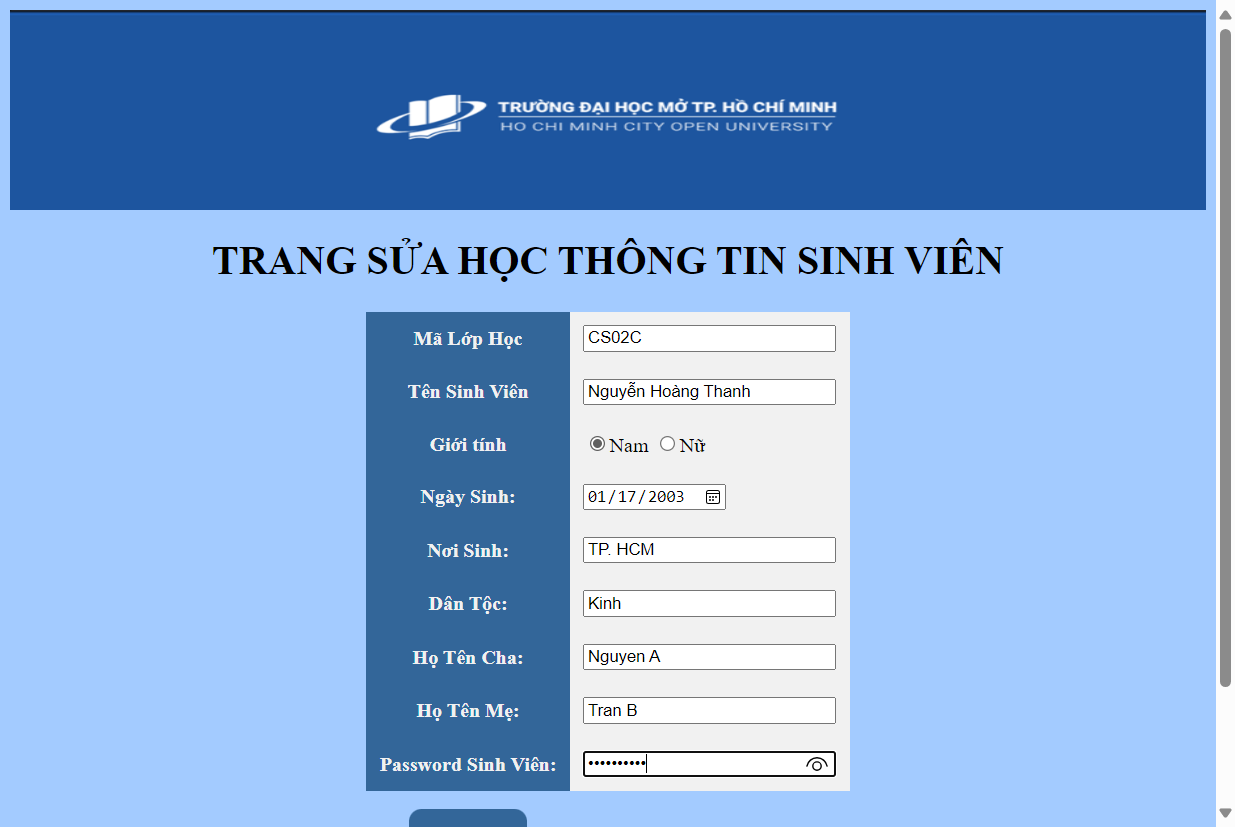 TRƯỜNG ĐẠI HỌC MỞ TP. HỒ CHÍ MINH
HO CHI MINH CITY OPEN UNIVERSITY
TRANG SỬA HỌC THÔNG TIN SINH VIÊN
Mã Lớp Học CS02C
Tên Sinh Viên Nguyễn Hoàng Thanh
Giới tính Nam Nữ
Ngày Sinh: 01/17/2003
Nơi Sinh: TP. HCM
Dân Tộc: Kinh
Họ Tên Cha: Nguyen A
Họ Tên Mẹ: Tran B
Password Sinh Viên: ••••••••••